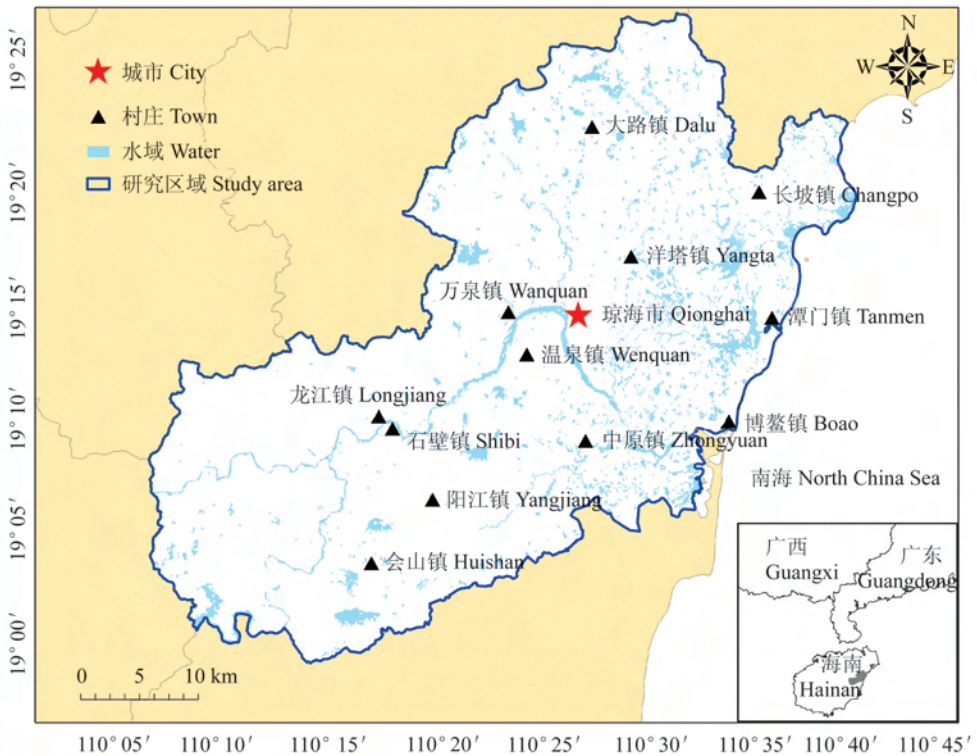 N
W E
S
城市 City
村庄 Town
水域 Water
研究区域 Study area
大路镇 Dalu
长坡镇 Changpo
洋塔镇 Yangta
万泉镇 Wanquan
琼海市 Qionghai
潭门镇 Tanmen
温泉镇 Wenquan
龙江镇 Longjiang
石壁镇 Shibi
中原镇 Zhongyuan
博鳌镇 Boao
南海 North China Sea
阳江镇 Yangjiang
会山镇 Huishan
广西
Guangxi
广东
Guangdong
海南
Hainan
0 5 10 km
19°25′
19°20′
19°15′
19°10′
19°05′
19°00′
110°05′ 110°10′ 110°15′ 110°20′ 110°25′ 110°30′ 110°35′ 110°40′ 110°45′